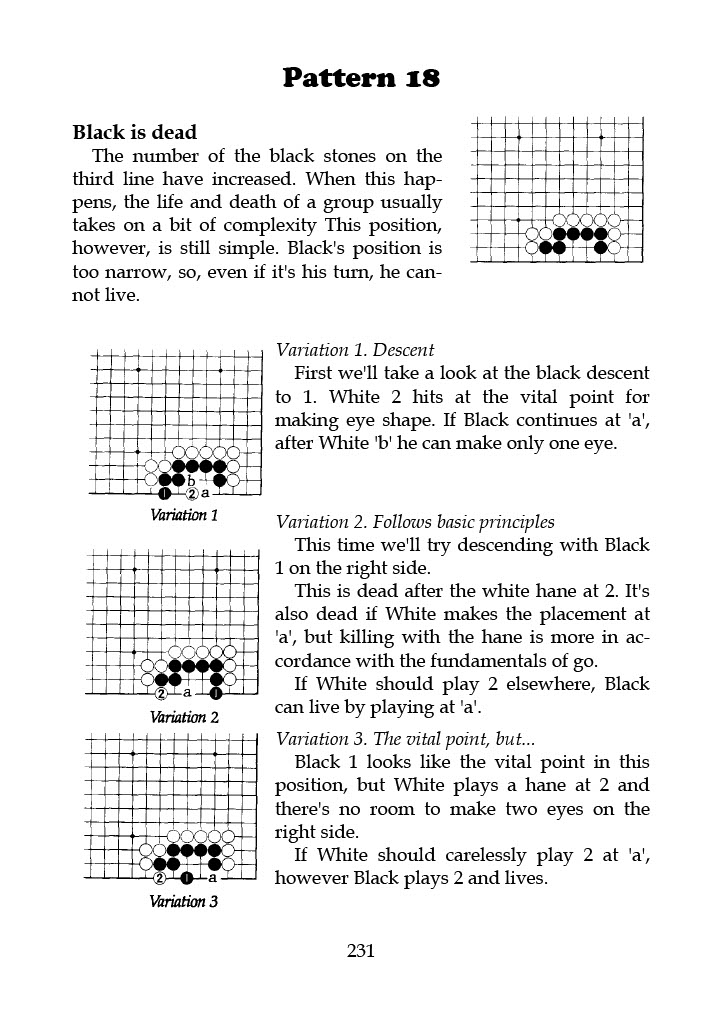 Pattern 18
Black is dead
The number of the black stones on the
third line have increased. When this hap-
pens, the life and death of a group usually
takes on a bit of complexity This position,
however, is still simple. Black's position is
too narrow, so, even if it's his turn, he can-
not live.
Variation 1. Descent
First we'll take a look at the black descent
to 1. White 2 hits at the vital point for
making eye shape. If Black continues at 'a',
after White 'b' he can make only one eye.
b
1 2 a
Variation 1
Variation 2. Follows basic principles
This time we'll try descending with Black
1 on the right side.
This is dead after the white hane at 2. It's
also dead if White makes the placement at
'a', but killing with the hane is more in ac-
cordance with the fundamentals of go.
If White should play 2 elsewhere, Black
can live by playing at 'a'.
2 a 1
Variation 2
Variation 3. The vital point, but...
Black 1 looks like the vital point in this
position, but White plays a hane at 2 and
there's no room to make two eyes on the
right side.
If White should carelessly play 2 at 'a',
however Black plays 2 and lives.
2 1 a
Variation 3
231